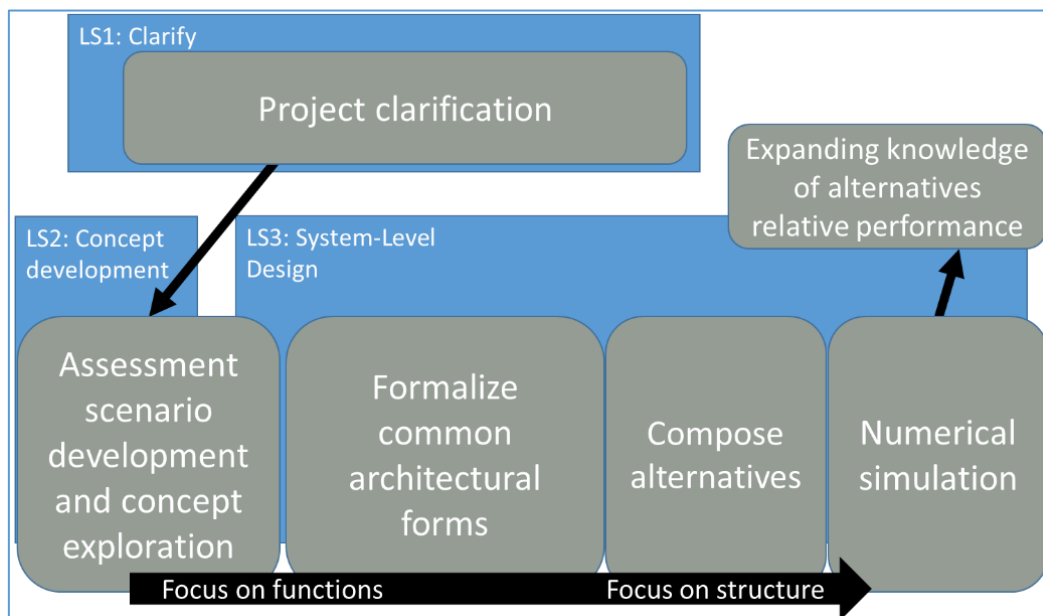 LS1: Clarify
Project clarification
Expanding knowledge
of alternatives
relative performance
LS2: Concept
development
LS3: System-Level
Design
Assessment
scenario
development
and concept
exploration
Formalize
common
architectural
forms
Compose
alternatives
Numerical
simulation
Focus on functions
Focus on structure